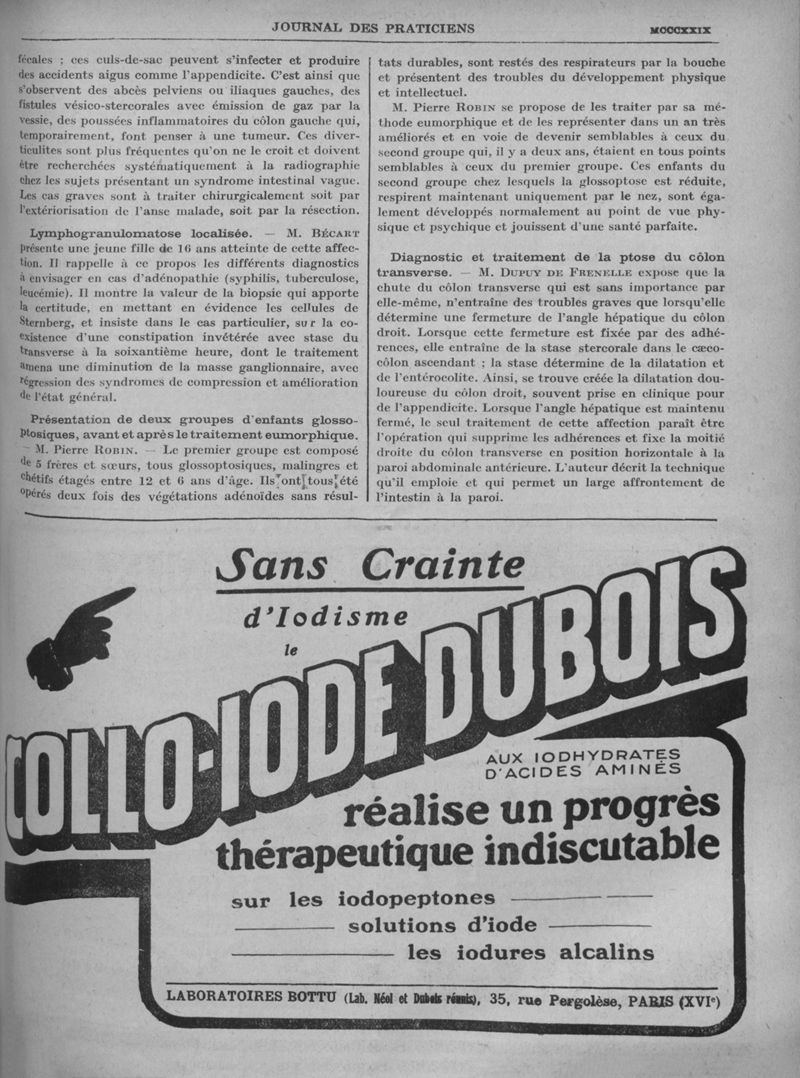 JOURNAL DES PRATICIENS
MCCCXXIX
fécales ; ces culs-de-sac peuvent s'infecter et produire
des accidents aigus comme l'appendicite. C'est ainsi que
s'observent des abcès pelviens ou iliaques gauches, des
fistules vésico-stercorales avec émission de gaz par la
vessie, des poussées inflammatoires du côlon gauche qui,
temporairement, font penser à une tumeur. Ces diver-
ticulites sont plus fréquentes qu'on ne le croit et doivent
être recherchées systématiquement à la radiographie
chez les sujets présentant un syndrome intestinal vague.
Les cas graves sont à traiter chirurgicalement soit par
l'extériorisation de l'anse malade, soit par la résection.
Lymphogranulomatose localisée. — M. BÉCART
présente une jeune fille de 16 ans atteinte de cette affec-
tion. Il rappelle à ce propos les différents diagnostics
à envisager en cas d'adénopathie (syphilis, tuberculose,
leucémie). Il montre la valeur de la biopsie qui apporte
la certitude, en mettant en évidence les cellules de
Sternberg, et insiste dans le cas particulier, sur la co-
existence d'une constipation invétérée avec stase du
transverse à la soixantième heure, dont le traitement
amena une diminution de la masse ganglionnaire, avec
régression des syndromes de compression et amélioration
de l'état général.
Présentation de deux groupes d'enfants glosso-
ptosiques, avant et après le traitement eumorphique.
— M. Pierre ROBIN. — Le premier groupe est composé
de 5 frères et sœurs, tous glossoptosiques, malingres et
chétifs étagés entre 12 et 6 ans d'âge. Ils ont tous été
opérés deux fois des végétations adénoïdes sans résul-
tats durables, sont restés des respirateurs par la bouche
et présentent des troubles du développement physique
et intellectuel.
M. Pierre ROBIN se propose de les traiter par sa mé-
thode eumorphique et de les représenter dans un an très
améliorés et en voie de devenir semblables à ceux du
second groupe qui, il y a deux ans, étaient en tous points
semblables à ceux du premier groupe. Ces enfants du
second groupe chez lesquels la glossoptose est réduite,
respirent maintenant uniquement par le nez, sont éga-
lement développés normalement au point de vue phy-
sique et psychique et jouissent d'une santé parfaite.
Diagnostic et traitement de la ptose du côlon
transverse. — M. DUPUY DE FRENELLE expose que la
chute du côlon transverse qui est sans importance par
elle-même, n'entraîne des troubles graves que lorsqu'elle
détermine une fermeture de l'angle hépatique du côlon
droit. Lorsque cette fermeture est fixée par des adhé-
rences, elle entraîne de la stase stercorale dans le cæco-
côlon ascendant ; la stase détermine de la dilatation et
de l'entérocolite. Ainsi, se trouve créée la dilatation dou-
loureuse du côlon droit, souvent prise en clinique pour
de l'appendicite. Lorsque l'angle hépatique est maintenu
fermé, le seul traitement de cette affection paraît être
l'opération qui supprime les adhérences et fixe la moitié
droite du côlon transverse en position horizontale à la
paroi abdominale antérieure. L'auteur décrit la technique
qu'il emploie et qui permet un large affrontement de
l'intestin à la paroi.
Sans Crainte
d'Iodisme
le
COLLO-IODE DUBOIS
AUX IODHYDRATES
D'ACIDES AMINÉS
réalise un progrès
thérapeutique indiscutable
sur les iodopeptones
solutions d'iode
les iodures alcalins
LABORATOIRES BOTTU (Lab. Néol et Dubois réunis), 35, rue Pergolèse, PARIS (XVIe)